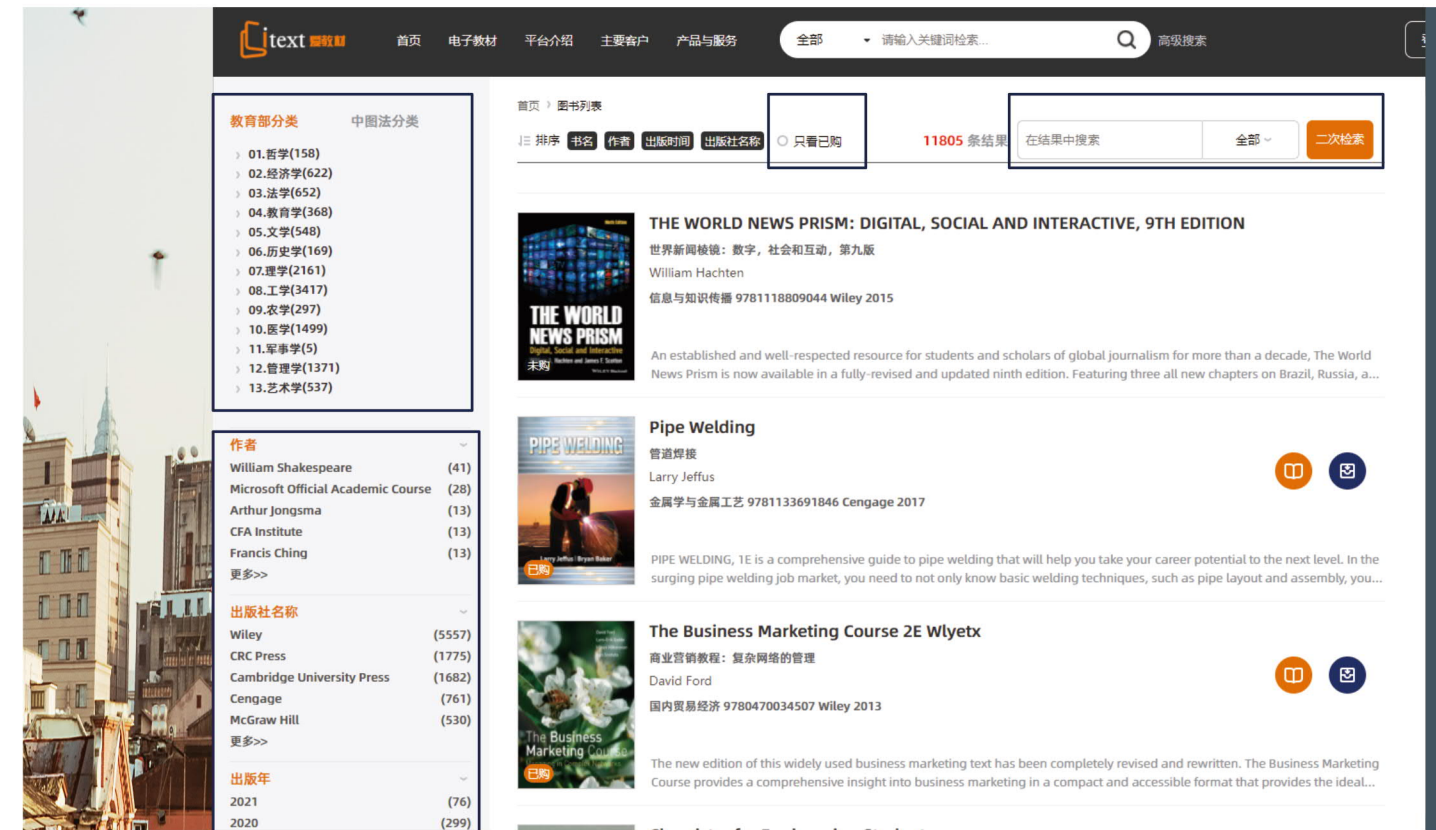 itext 爱教材
首页 电子教材 平台介绍 主要客户 产品与服务 全部 请输入关键词检索... 高级搜索
教育部分类 中图法分类
01.哲学(158)
02.经济学(622)
03.法学(652)
04.教育学(368)
05.文学(548)
06.历史学(169)
07.理学(2161)
08.工学(3417)
09.农学(297)
10.医学(1499)
11.军事学(5)
12.管理学(1371)
13.艺术学(537)
作者
William Shakespeare (41)
Microsoft Official Academic Course (28)
Arthur Jongsma (13)
CFA Institute (13)
Francis Ching (13)
更多>>
出版社名称
Wiley (5557)
CRC Press (1775)
Cambridge University Press (1682)
Cengage (761)
McGraw Hill (530)
更多>>
出版年
2021 (76)
2020 (299)
首页 > 图书列表
排序 书名 作者 出版时间 出版社名称 只看已购 11805 条结果 在结果中搜索 全部 二次检索
THE WORLD
NEWS PRISM
Digital, Social and Interactive
未购
THE WORLD NEWS PRISM: DIGITAL, SOCIAL AND INTERACTIVE, 9TH EDITION
世界新闻棱镜：数字，社会和互动，第九版
William Hachten
信息与知识传播 9781118809044 Wiley 2015
An established and well-respected resource for students and scholars of global journalism for more than a decade, The World
News Prism is now available in a fully-revised and updated ninth edition. Featuring three all new chapters on Brazil, Russia, a...
PIPE WELDING
Larry Jeffus | Bryan Baker
已购
Pipe Welding
管道焊接
Larry Jeffus
金属学与金属工艺 9781133691846 Cengage 2017
PIPE WELDING, 1E is a comprehensive guide to pipe welding that will help you take your career potential to the next level. In the
surging pipe welding job market, you need to not only know basic welding techniques, such as pipe layout and assembly, you...
The Business
Marketing Course
已购
The Business Marketing Course 2E Wlyetx
商业营销教程：复杂网络的管理
David Ford
国内贸易经济 9780470034507 Wiley 2013
The new edition of this widely used business marketing text has been completely revised and rewritten. The Business Marketing
Course provides a comprehensive insight into business marketing in a compact and accessible format that provides the ideal...